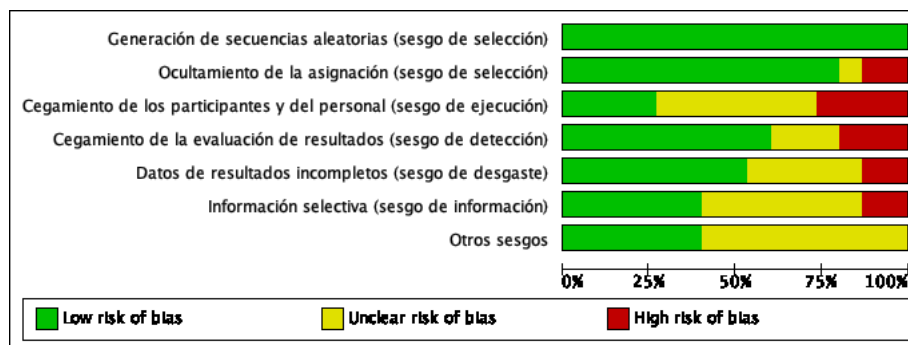 Generación de secuencias aleatorias (sesgo de selección)
Ocultamiento de la asignación (sesgo de selección)
Cegamiento de los participantes y del personal (sesgo de ejecución)
Cegamiento de la evaluación de resultados (sesgo de detección)
Datos de resultados incompletos (sesgo de desgaste)
Información selectiva (sesgo de información)
Otros sesgos
0% 25% 50% 75% 100%
Low risk of bias Unclear risk of bias High risk of bias